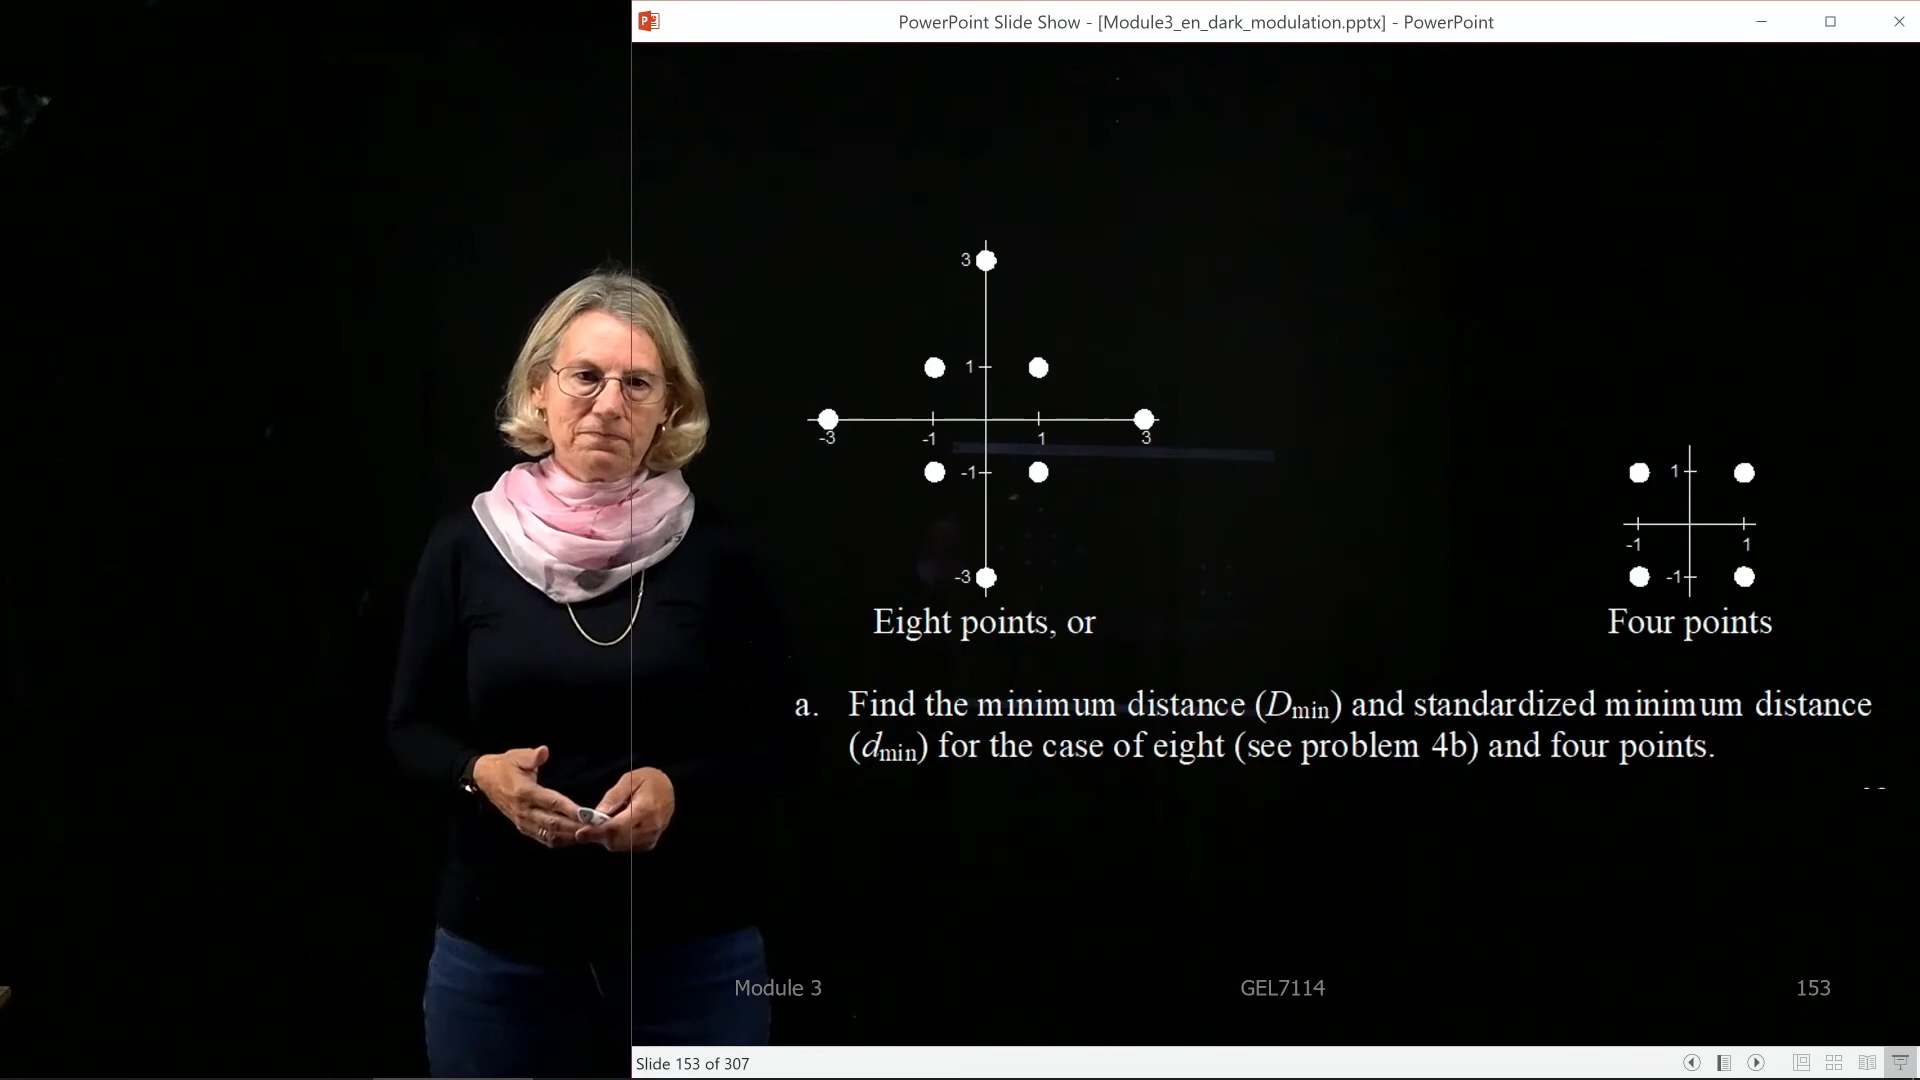 PowerPoint Slide Show - [Module3_en_dark_modulation.pptx] - PowerPoint
3
1
-3 -1 1 3
-1
-3
Eight points, or
1
-1 1
-1
Four points
a. Find the minimum distance (Dmin) and standardized minimum distance
(dmin) for the case of eight (see problem 4b) and four points.
Module 3 GEL7114 153
Slide 153 of 307